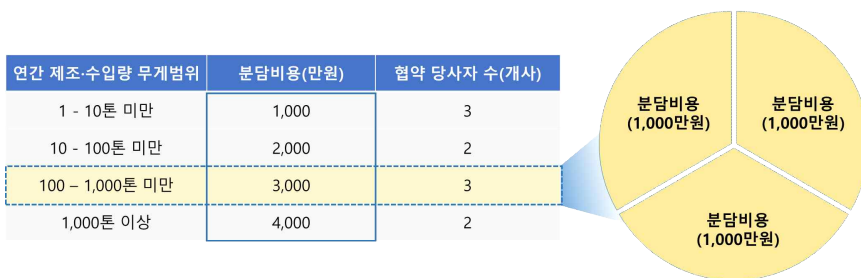 연간 제조·수입량 무게범위 분담비용(만원) 협약 당사자 수(개사)
1 - 10톤 미만 1,000 3
10 - 100톤 미만 2,000 2
100 – 1,000톤 미만 3,000 3
1,000톤 이상 4,000 2
분담비용
(1,000만원)
분담비용
(1,000만원)
분담비용
(1,000만원)